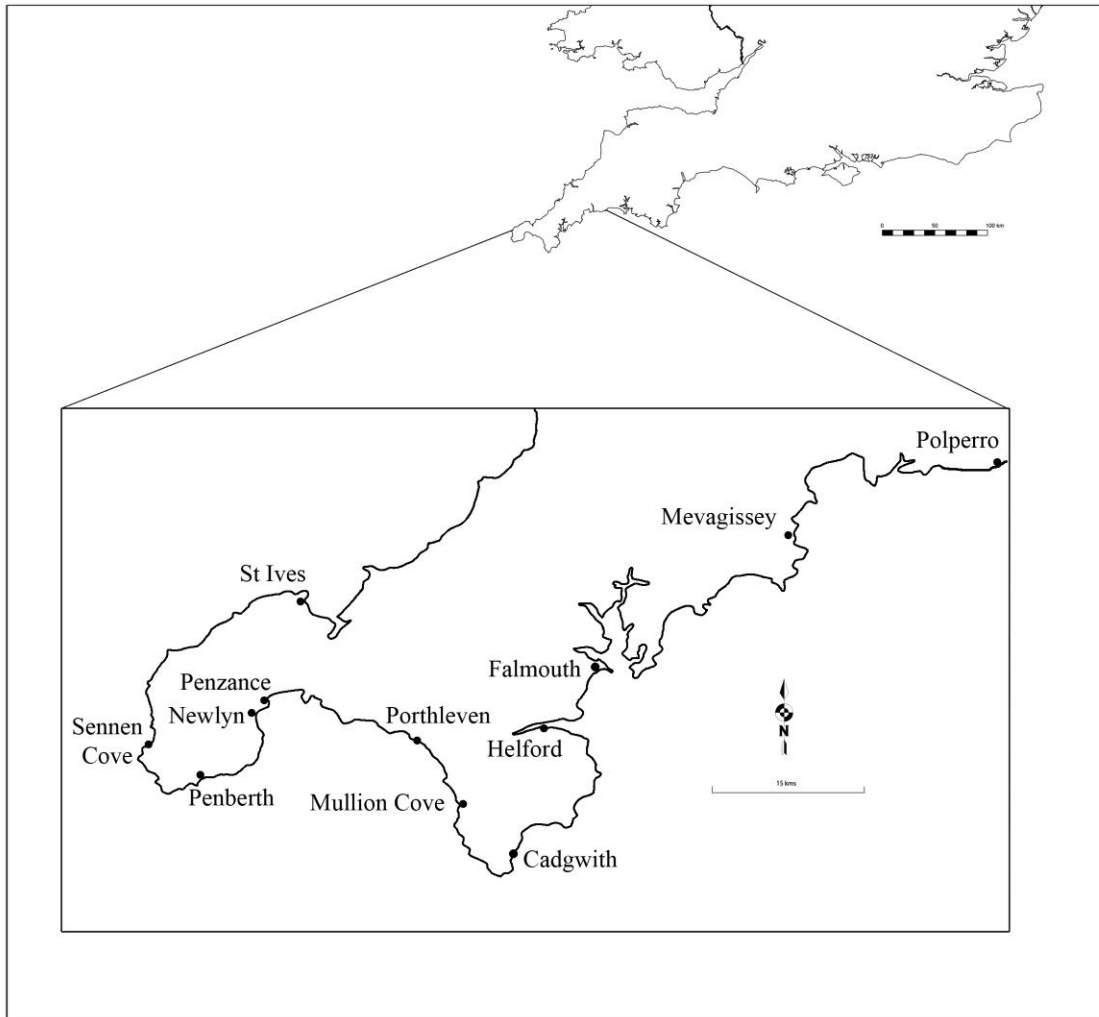 0 50 100 km
Polperro
Mevagissey
St Ives
Falmouth
Penzance
Newlyn
Porthleven
Sennen
Cove
Helford
N
15 kms
Penberth
Mullion Cove
Cadgwith